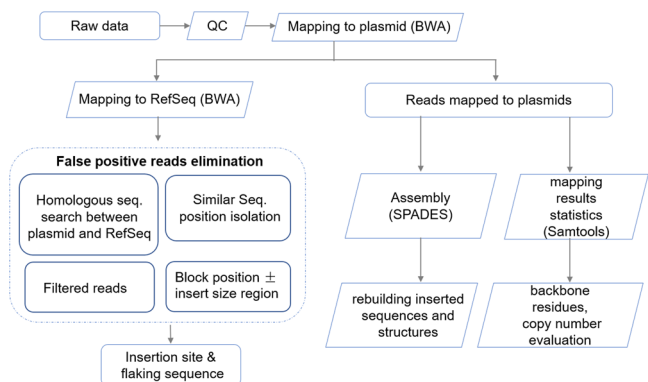 Raw data
QC
Mapping to plasmid (BWA)
Mapping to RefSeq (BWA)
Reads mapped to plasmids
False positive reads elimination
Homologous seq.
search between
plasmid and RefSeq
Similar Seq.
position isolation
Filtered reads
Block position ±
insert size region
Insertion site &
flaking sequence
Assembly
(SPADES)
mapping
results
statistics
(Samtools)
rebuilding inserted
sequences and
structures
backbone
residues,
copy number
evaluation